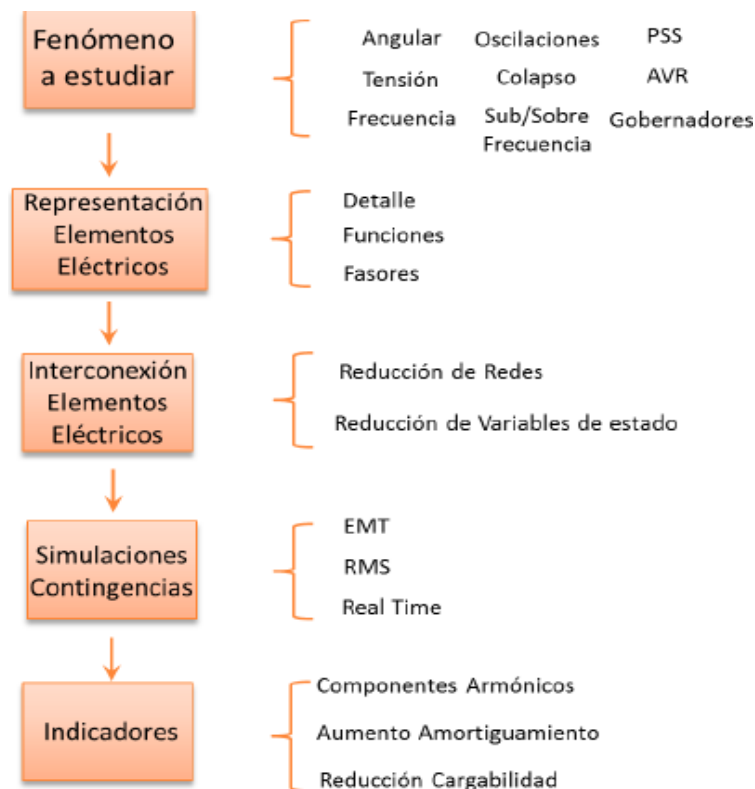 Fenómeno
a estudiar
Angular Oscilaciones PSS
Tensión Colapso AVR
Frecuencia Sub/Sobre Gobernadores
Frecuencia
Representación
Elementos
Eléctricos
Detalle
Funciones
Fasores
Interconexión
Elementos
Eléctricos
Reducción de Redes
Reducción de Variables de estado
Simulaciones
Contingencias
EMT
RMS
Real Time
Indicadores
Componentes Armónicos
Aumento Amortiguamiento
Reducción Cargabilidad